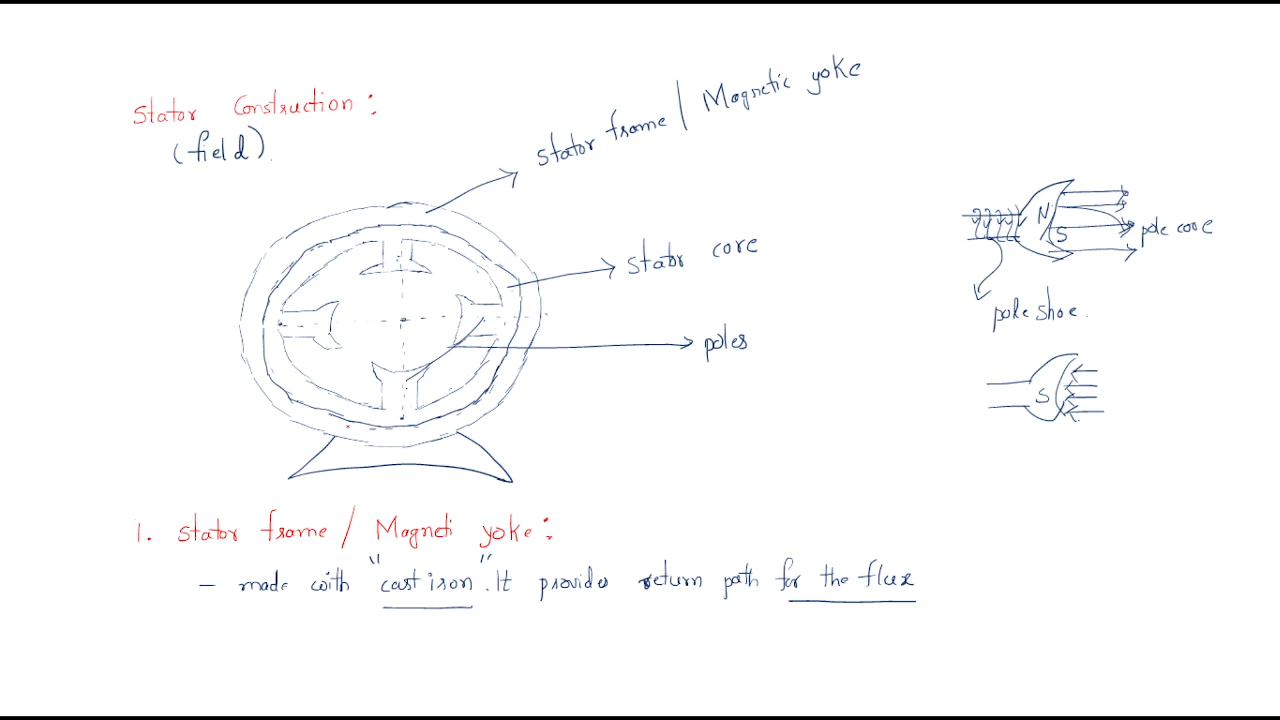 Stator Construction:
(field).
stator frame / Magnetic yoke
stator core
poles
N
S
pole core
pole shoe.
S
1. Stator frame / Magneti yoke:
- made with "cast iron". It provides return path for the flux